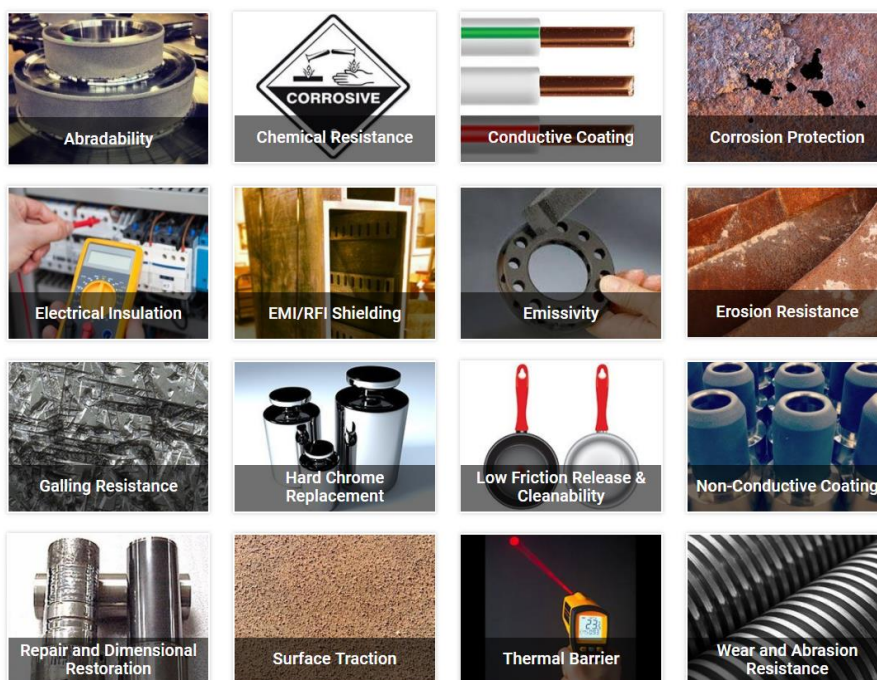 Abradability
CORROSIVE
Chemical Resistance
Conductive Coating
Corrosion Protection
Electrical Insulation
EMI/RFI Shielding
Emissivity
Erosion Resistance
Galling Resistance
Hard Chrome
Replacement
Low Friction Release &
Cleanability
Non-Conductive Coating
Repair and Dimensional
Restoration
Surface Traction
Thermal Barrier
Wear and Abrasion
Resistance